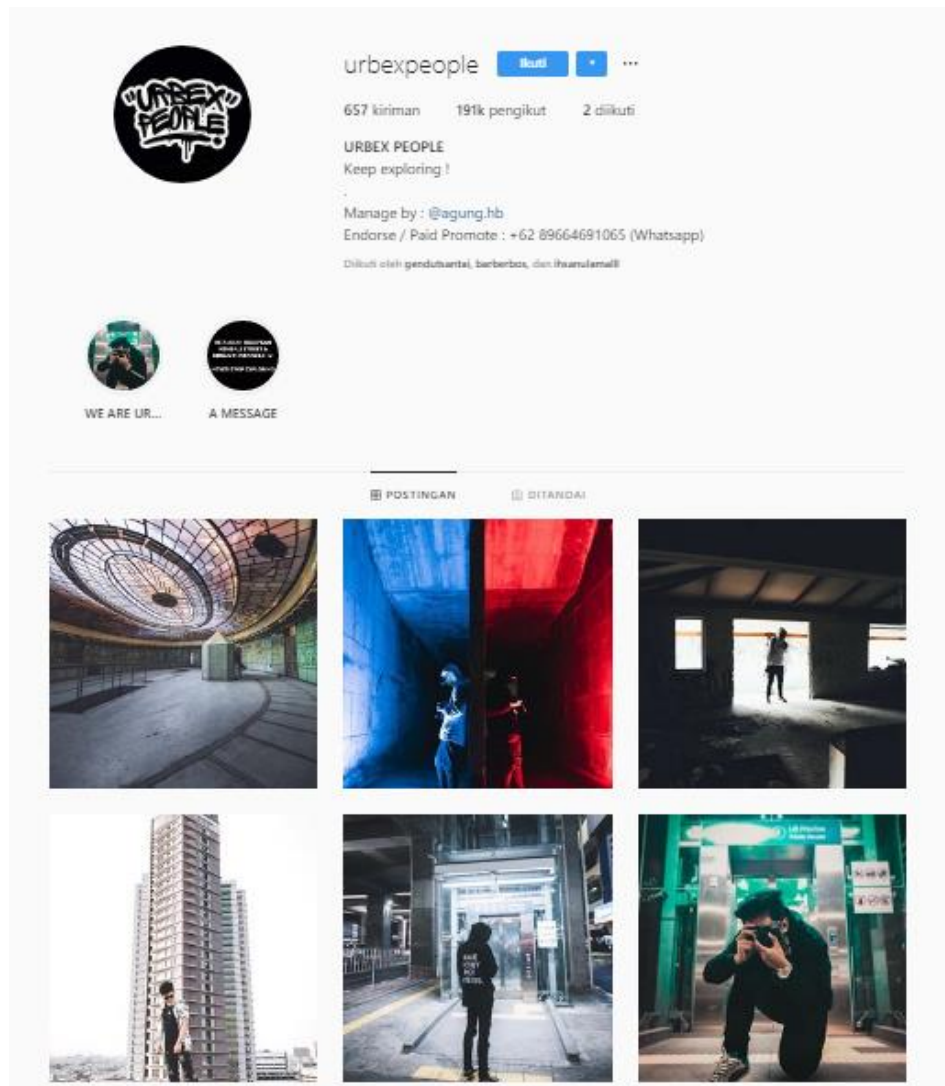 "URBEX
PEOPLE
urbexpeople Ikuti ...
657 kiriman 191k pengikut 2 diikuti
URBEX PEOPLE
Keep exploring !
.
Manage by : @agung.hb
Endorse / Paid Promote : +62 89664691065 (Whatsapp)
Diikuti oleh gendutsantai, barberbos, dan ihsanulamalll
WE ARE UR... A MESSAGE
POSTINGAN DITANDAI